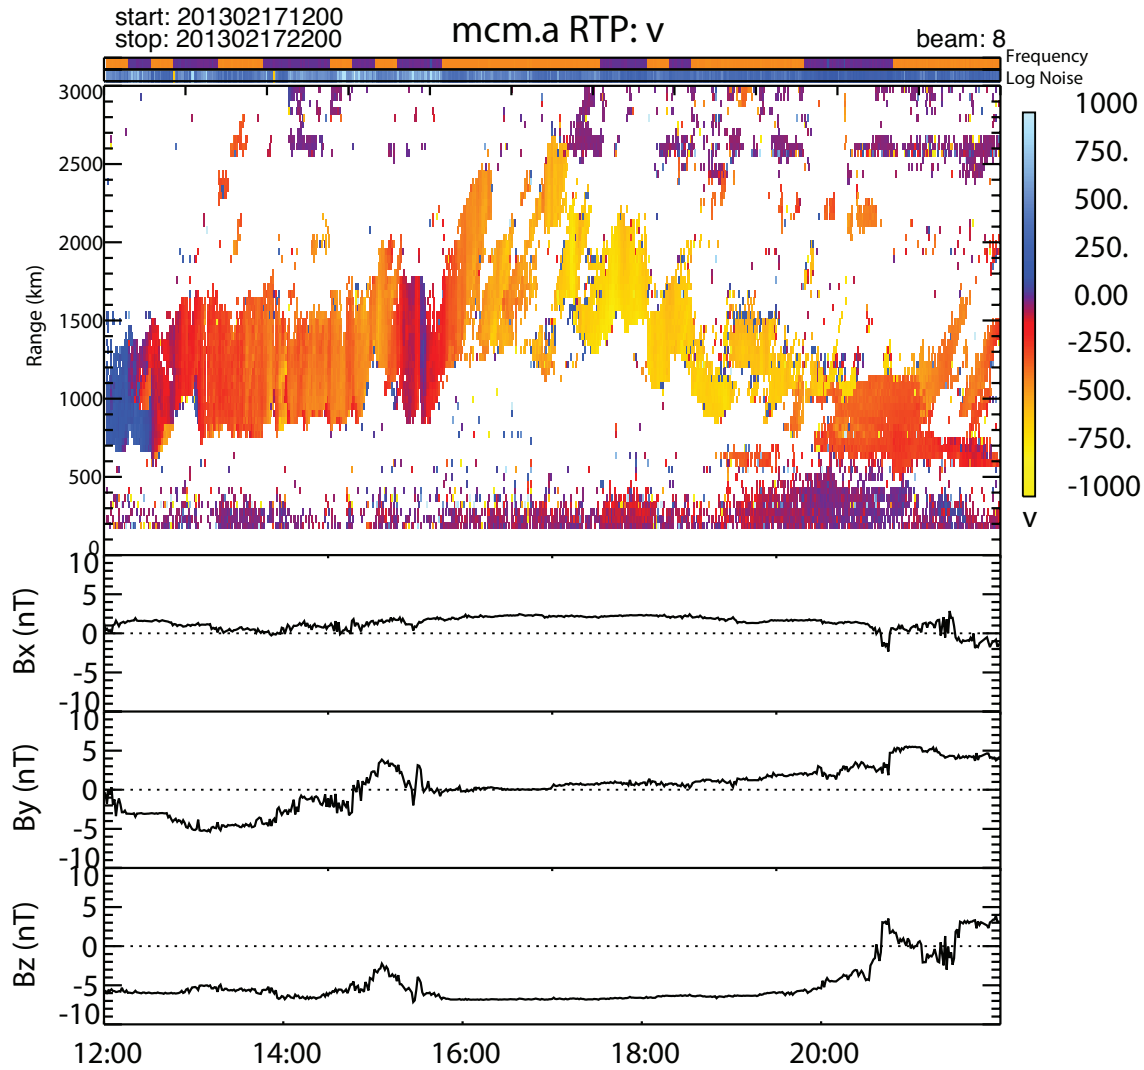 start: 201302171200
stop: 201302172200
mcm.a RTP: v
beam: 8
Frequency
Log Noise
3000
2500
2000
1500
1000
500
0
Range (km)
1000
750.
500.
250.
0.00
-250.
-500.
-750.
-1000
v
10
5
0
-5
-10
Bx (nT)
10
5
0
-5
-10
By (nT)
10
5
0
-5
-10
Bz (nT)
12:00 14:00 16:00 18:00 20:00